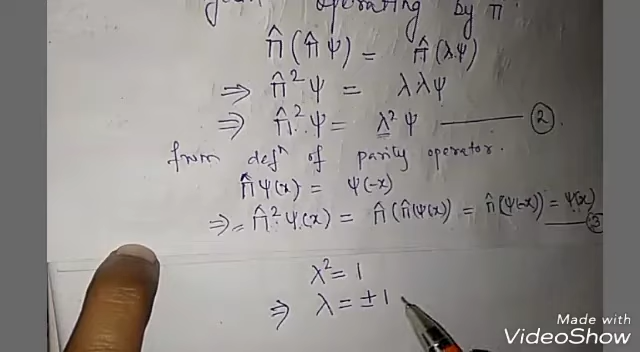 operating by Π̂
Π̂(Π̂Ψ) = Π̂(λΨ)
⇒ Π̂²Ψ = λλΨ
⇒ Π̂²Ψ = λ²Ψ —— ②.
from defⁿ of parity operator.
Π̂Ψ(x) = Ψ(-x)
⇒ = Π̂²Ψ(x) = Π̂(Π̂(Ψ(x)) = Π̂(Ψ(-x)) = Ψ(x) —— ③
λ² = 1
⇒ λ = ±1
Made with
VideoShow